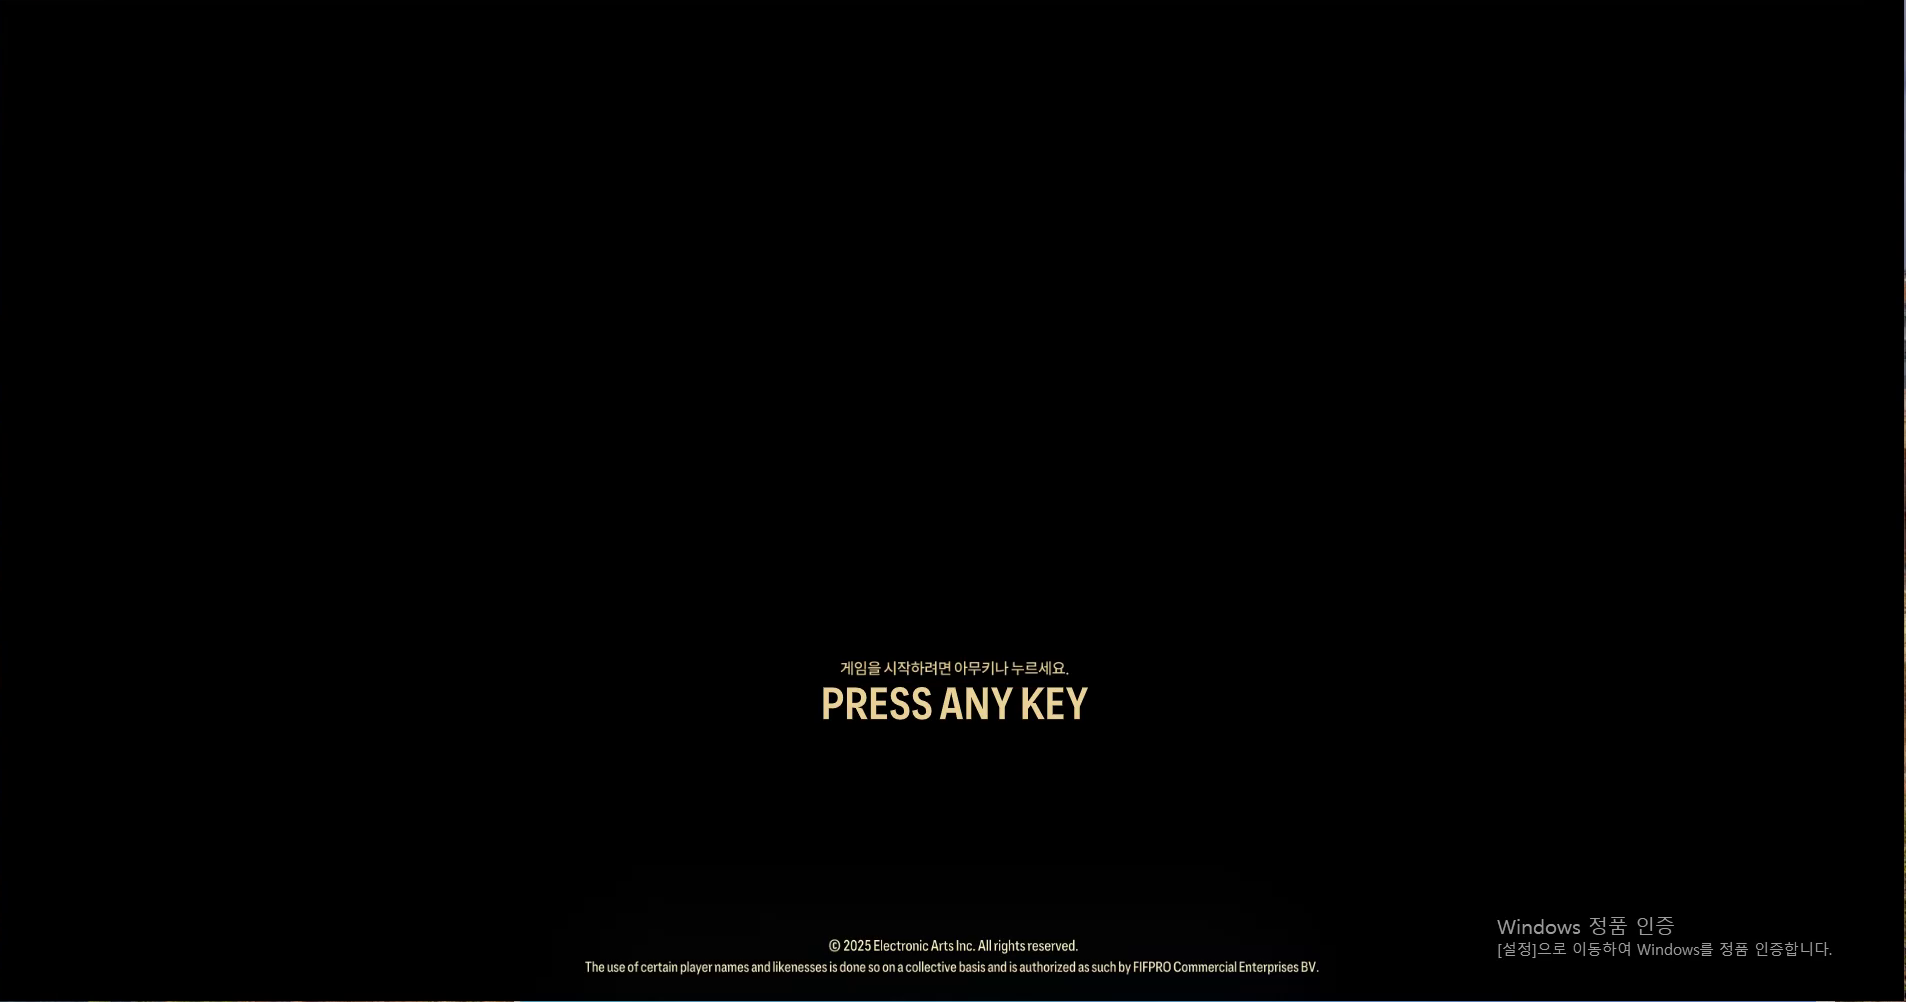 게임을 시작하려면 아무키나 누르세요.
PRESS ANY KEY
© 2025 Electronic Arts Inc. All rights reserved.
The use of certain player names and likenesses is done so on a collective basis and is authorized as such by FIFPRO Commercial Enterprises BV.
Windows 정품 인증
[설정]으로 이동하여 Windows를 정품 인증합니다.